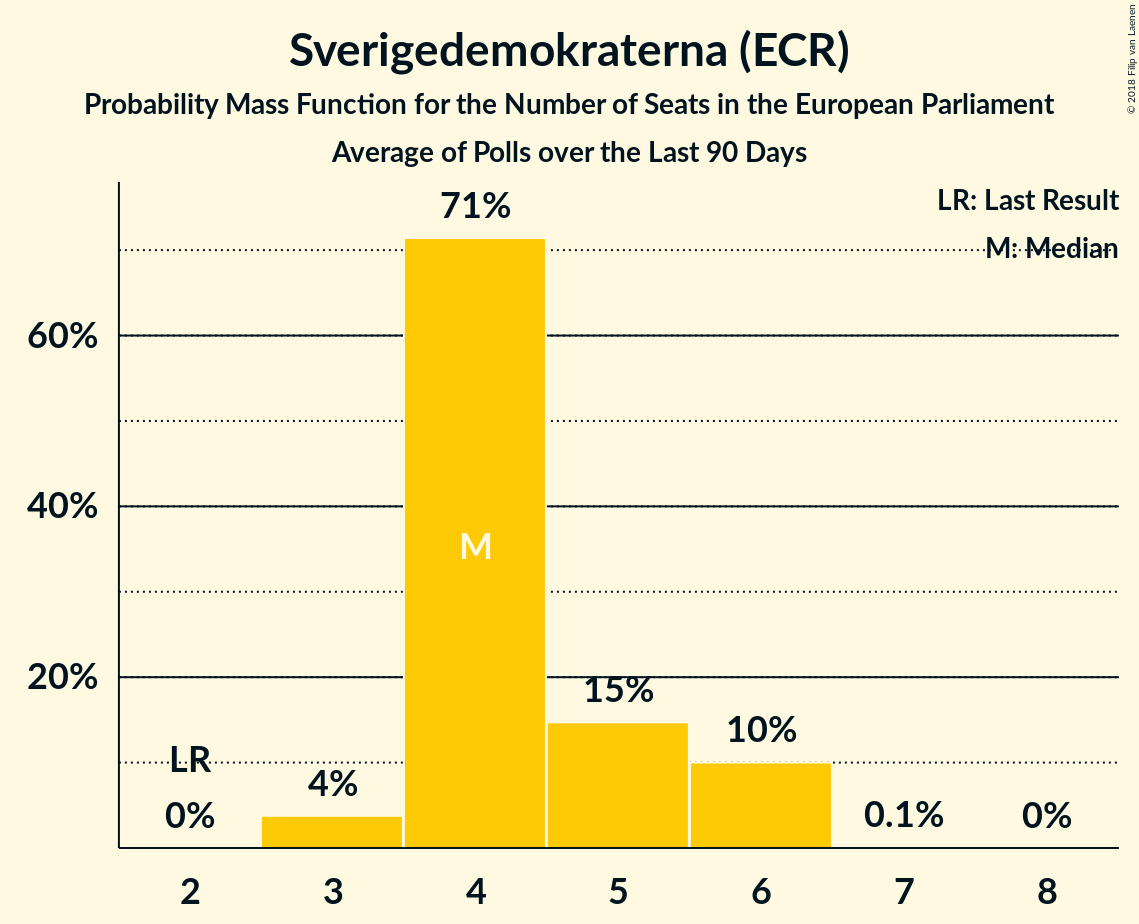 Sverigedemokraterna (ECR)
Probability Mass Function for the Number of Seats in the European Parliament
Average of Polls over the Last 90 Days
© 2018 Filip van Laenen
LR: Last Result
M: Median
71%
60%
40%
M
20%
15%
10%
LR
4%
0%
0.1%
0%
2 3 4 5 6 7 8